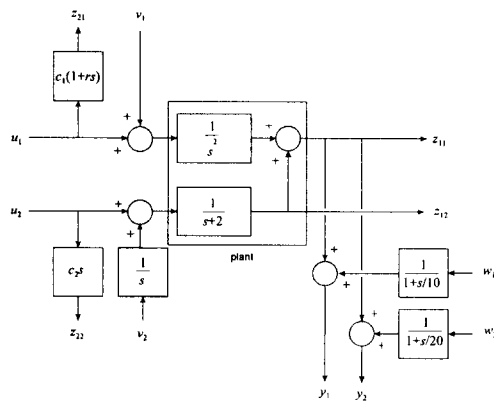 z₂₁
v₁
c₁(1+rs)
+
u₁
+
1/s²
+
+
z₁₁
u₂
+
+
1/(s+2)
z₁₂
plant
c₂s
1/s
+
+
1/(1+s/10)
w₁
z₂₂
v₂
+
+
1/(1+s/20)
w
y₁
y₂